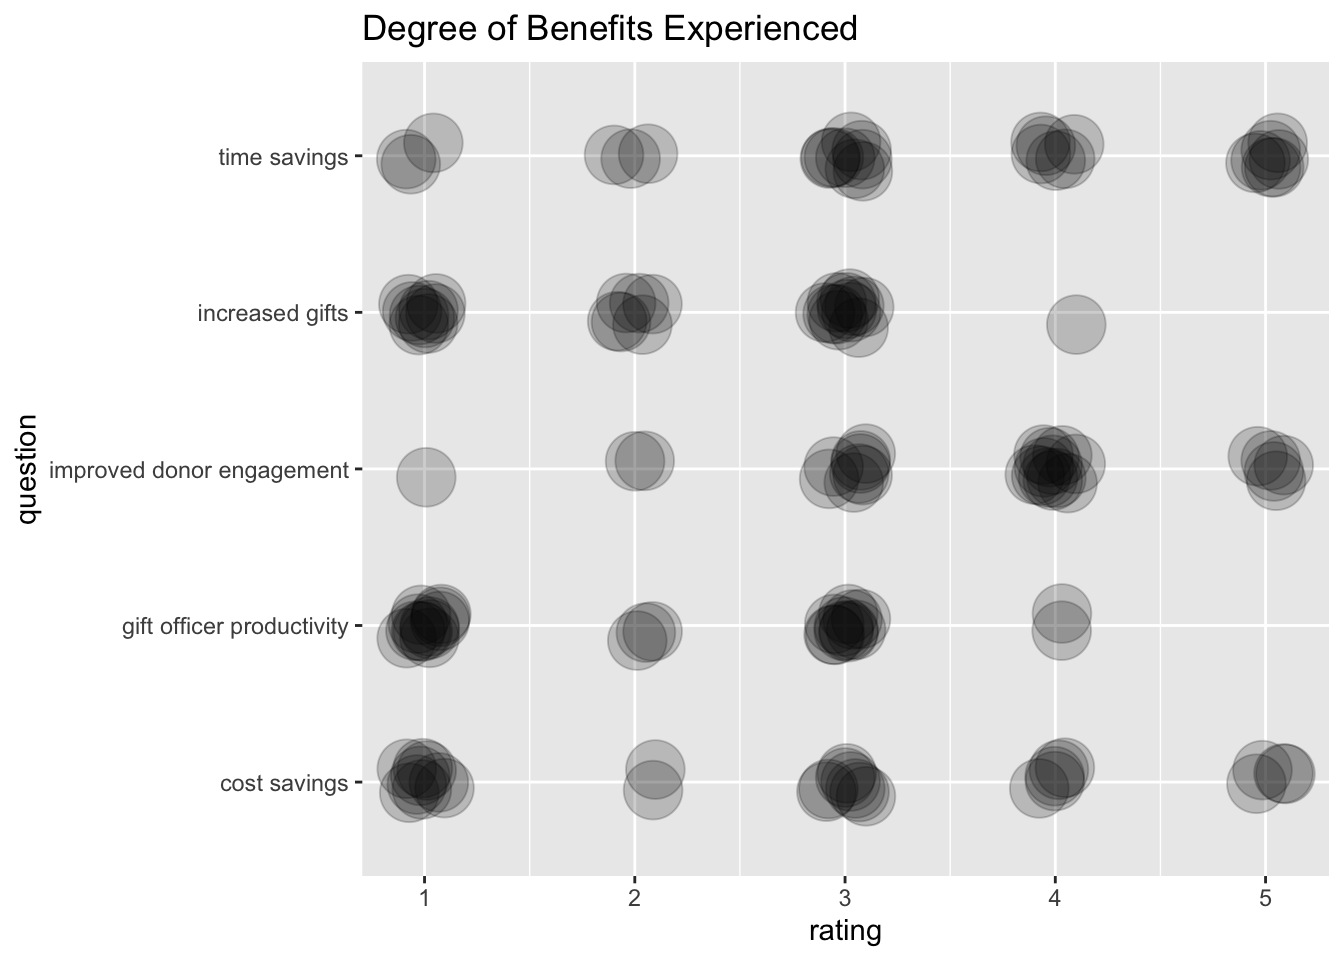 Degree of Benefits Experienced
time savings
increased gifts
improved donor engagement
gift officer productivity
cost savings
question
1 2 3 4 5
rating